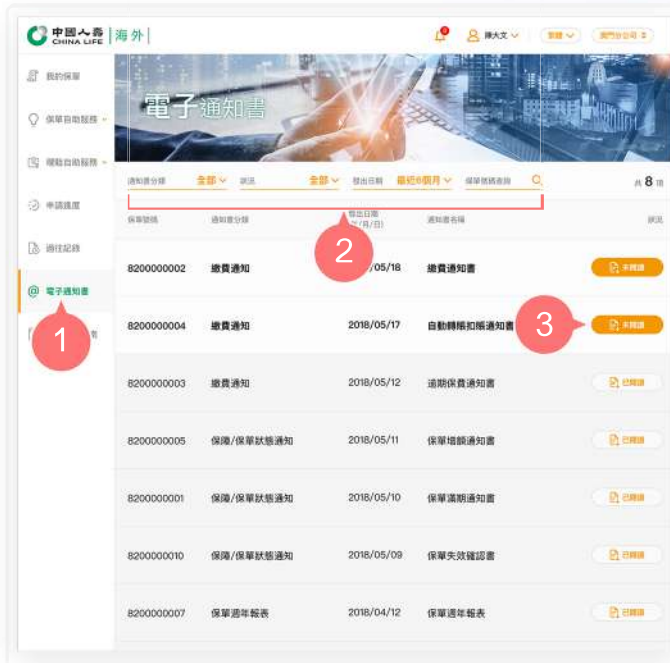 中國人壽 CHINA LIFE 海外
陳大文
繁體
澳門分公司
我的保單
保單自助服務
電子通知書
申請進度
過往記錄
電子通知書
通知書分類 全部 狀況 全部 發出日期 最近6個月 保單號碼查詢
共 8 項
保單號碼 通知書分類 發出日期 通知書名稱 狀況
2
8200000002 繳費通知 /05/18 繳費通知書 未閱讀
1
8200000004 繳費通知 2018/05/17 自動轉賬扣賬通知書 3 未閱讀
8200000003 繳費通知 2018/05/12 逾期保費通知書 已閱讀
8200000005 保障/保單狀態通知 2018/05/11 保單增額通知書 已閱讀
8200000001 保障/保單狀態通知 2018/05/10 保單滿期通知書 已閱讀
8200000010 保障/保單狀態通知 2018/05/09 保單失效確認書 已閱讀
8200000007 保單週年報表 2018/04/12 保單週年報表 已閱讀